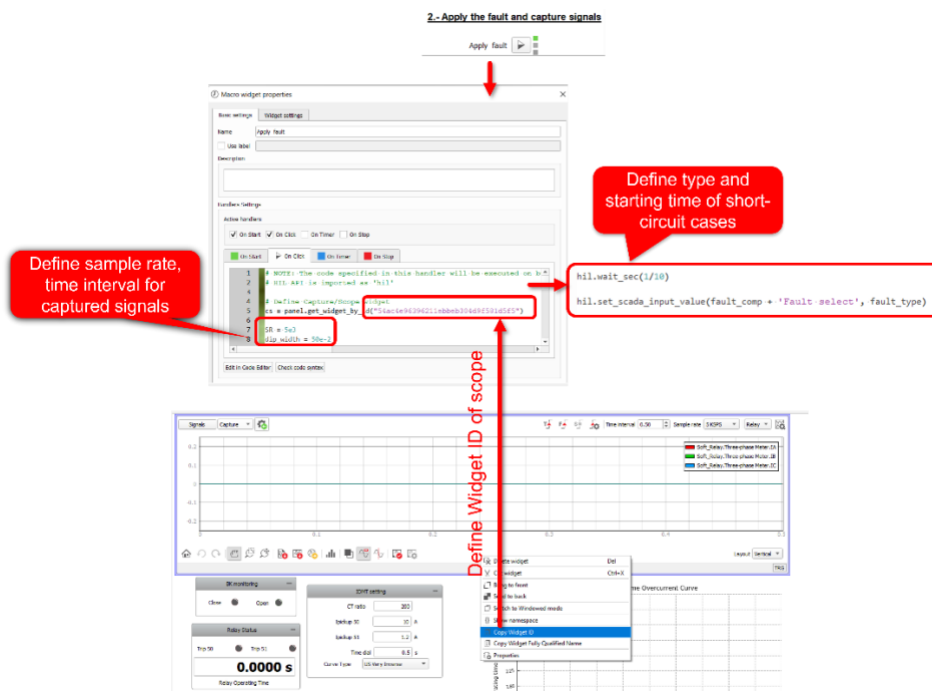 2.- Apply the fault and capture signals
Apply fault
Macro widget properties
Basic settings
Widget settings
Name
Apply fault
Use label
Description
Handlers Settings
Active handlers
On Start
On Click
On Timer
On Stop
On Start
On Click
On Timer
On Stop
1 # NOTE: The code specified in this handler will be executed on b
2 # HIL API is imported as 'hil'
3
4 # Define Capture/Scope widget
5 cs = panel.get_widget_by_id("
6
7 SR = 5e3
8 dip_width = 50e-
Edit in Code Editor
Check code syntax
Define sample rate,
time interval for
captured signals
Define type and
starting time of short-
circuit cases
hil.wait_sec(1/10)
hil.set_scada_input_value(fault_comp + 'Fault select', fault_type)
Define Widget ID of scope
Signals
Capture
Time interval 0.50
Sample rate 5 KSPS
Relay
0.2
0.1
0
-0.1
-0.2
0
0.1
0.2
0.4
0.5
Soft_Relay.Three-phase Meter.IA
Soft_Relay.Three-phase Meter.IB
Soft_Relay.Three-phase Meter.IC
Layout Vertical
Delete widget Del
Cut widget Ctrl+X
Bring to front
Send to back
Switch to Windowed mode
Show namespace
Copy Widget ID
Copy Widget Fully Qualified Name
Properties
BK monitoring
Close
Open
Relay Status
Trip 50
Trip 51
0.0000 s
Relay Operating Time
setting
CT ratio 200
Ipickup 50 10 A
Ipickup 51 A
Time dial 0.5 s
Curve Type US Very Inverse
me Overcurrent Curve